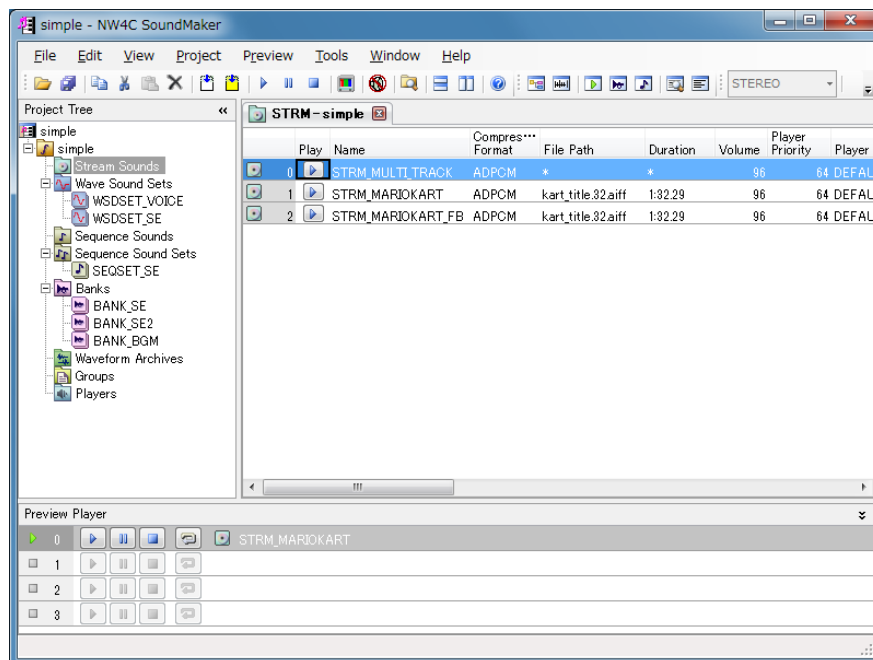 simple - NW4C SoundMaker
File Edit View Project Preview Tools Window Help
STEREO
Project Tree
simple
simple
Stream Sounds
Wave Sound Sets
WSDSET_VOICE
WSDSET_SE
Sequence Sounds
Sequence Sound Sets
SEQSET_SE
Banks
BANK_SE
BANK_SE2
BANK_BGM
Waveform Archives
Groups
Players
STRM-simple
Play Name Compres··· Format File Path Duration Volume Player Priority Player
0 STRM_MULTI_TRACK ADPCM * * 96 64 DEFAU
1 STRM_MARIOKART ADPCM kart_title.32.aiff 1:32.29 96 64 DEFAU
2 STRM_MARIOKART_FB ADPCM kart_title.32.aiff 1:32.29 96 64 DEFAU
Preview Player
0 STRM_MARIOKART
1
2
3